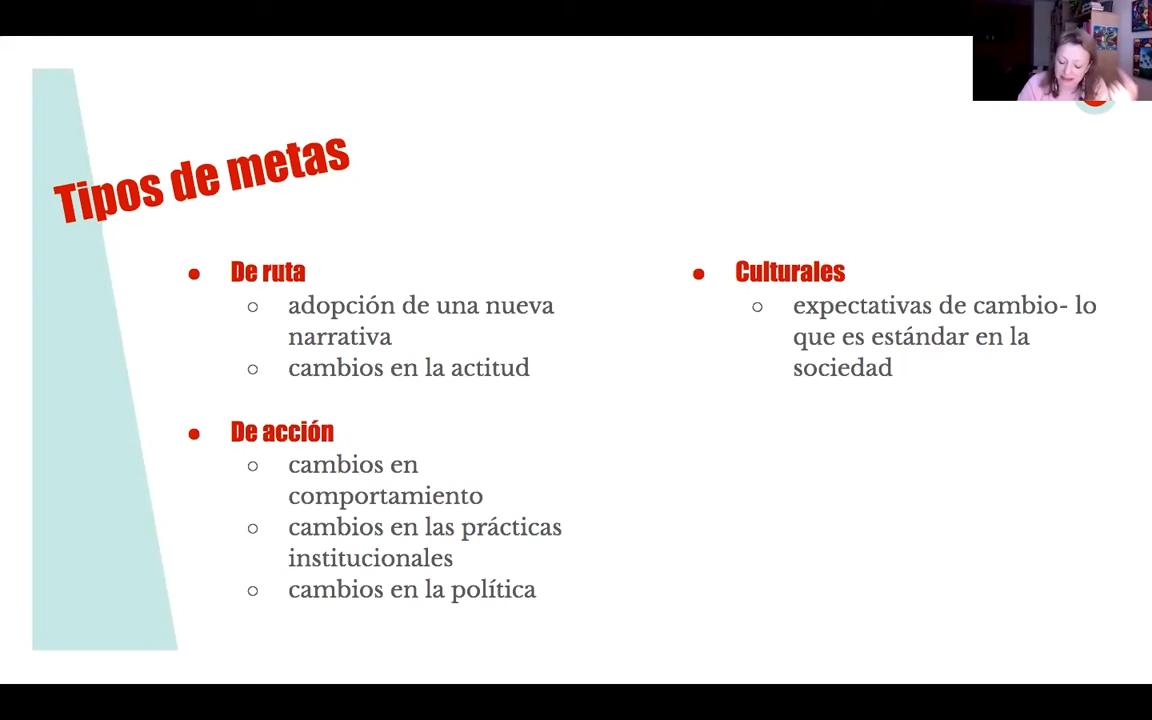 Tipos de metas
De ruta
adopción de una nueva
narrativa
cambios en la actitud
De acción
cambios en
comportamiento
cambios en las prácticas
institucionales
cambios en la política
Culturales
expectativas de cambio- lo
que es estándar en la
sociedad